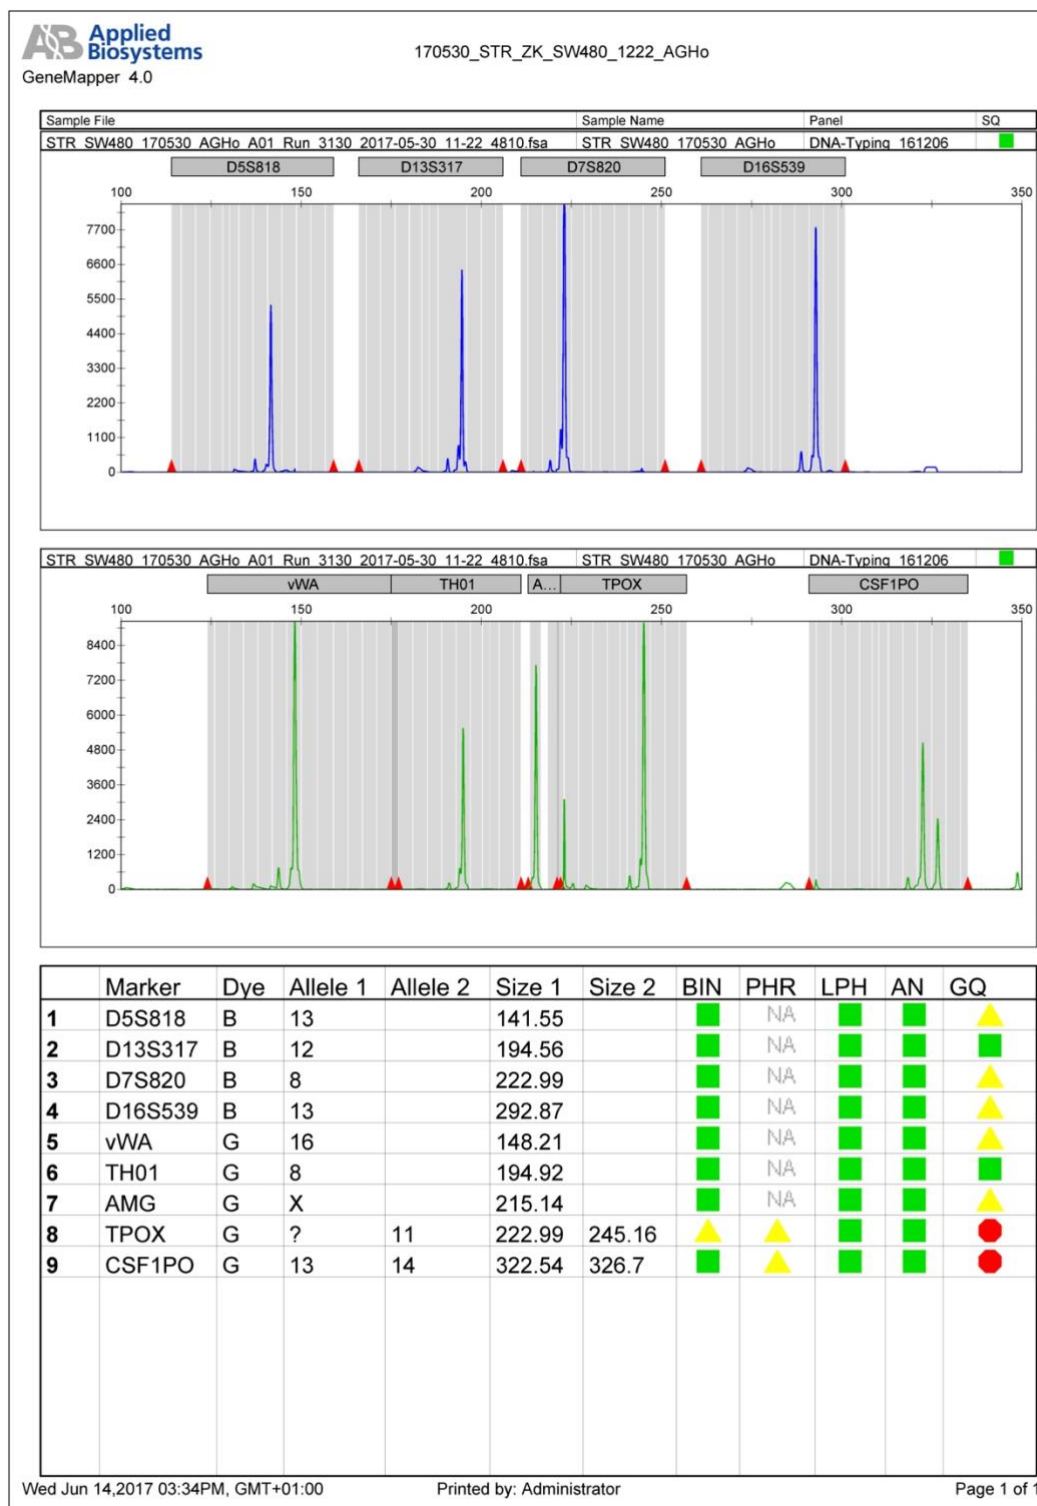 AB Applied Biosystems
GeneMapper 4.0
170530_STR_ZK_SW480_1222_AGHo
Sample File Sample Name Panel SQ
STR_SW480_170530_AGHo_A01_Run_3130_2017-05-30_11-22_4810.fsa STR_SW480_170530_AGHo DNA-Typing_161206
D5S818 D13S317 D7S820 D16S539
100 150 200 250 300 350
7700
6600
5500
4400
3300
2200
1100
0
STR_SW480_170530_AGHo_A01_Run_3130_2017-05-30_11-22_4810.fsa STR_SW480_170530_AGHo DNA-Typing_161206
vWA TH01 A... TPOX CSF1PO
100 150 200 250 300 350
8400
7200
6000
4800
3600
2400
1200
0
Marker Dye Allele 1 Allele 2 Size 1 Size 2 BIN PHR LPH AN GQ
1 D5S818 B 13 141.55 NA
2 D13S317 B 12 194.56 NA
3 D7S820 B 8 222.99 NA
4 D16S539 B 13 292.87 NA
5 vWA G 16 148.21 NA
6 TH01 G 8 194.92 NA
7 AMG G X 215.14 NA
8 TPOX G ? 11 222.99 245.16
9 CSF1PO G 13 14 322.54 326.7
Wed Jun 14,2017 03:34PM, GMT+01:00 Printed by: Administrator Page 1 of 1